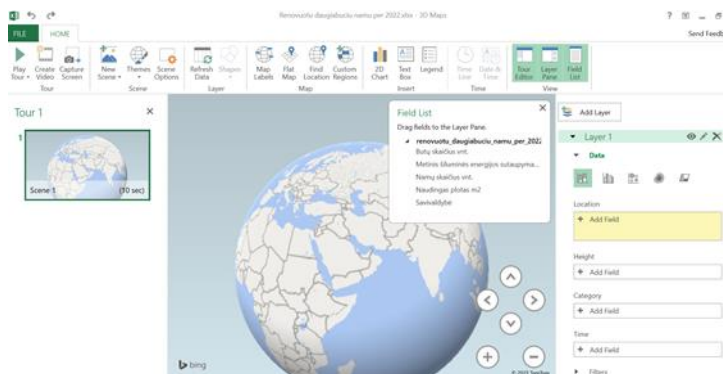 Renovuotu daugiabuciu namu per 2022.xlsx - 3D Maps
FILE
HOME
Send Feedb
Play Tour
Create Video
Capture Screen
New Scene
Themes
Scene Options
Refresh Data
Shapes
Map Labels
Flat Map
Find Location
Custom Regions
2D Chart
Text Box
Legend
Time Line
Date & Time
Tour Editor
Layer Pane
Field List
Tour
Scene
Layer
Map
Insert
Time
View
Tour 1
1
Scene 1
(10 sec)
Field List
Drag fields to the Layer Pane.
renovuotu_daugiabuciu_namu_per_2022
Butų skaičius vnt.
Metinis šiluminės energijos sutaupyma...
Namų skaičius vnt.
Naudingas plotas m2
Savivaldybė
Add Layer
Layer 1
Data
Location
Add Field
Height
Add Field
Category
Add Field
Time
Add Field
Filters
bing
© 2023 TomTom